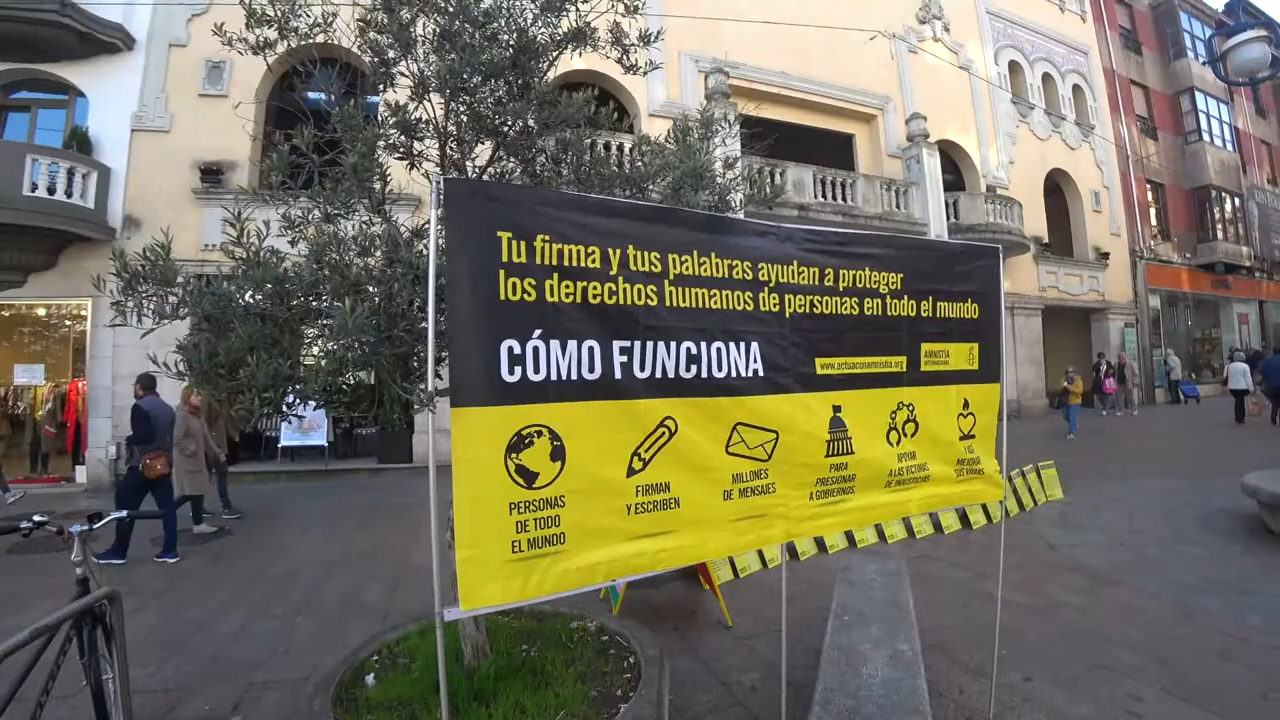 Tu firma y tus palabras ayudan a proteger
los derechos humanos de personas en todo el mundo
CÓMO FUNCIONA
www.actuaconamnistia.org
AMNISTÍA
INTERNACIONAL
PERSONAS
DE TODO
EL MUNDO
FIRMAN
Y ESCRIBEN
MILLONES
DE MENSAJES
PARA
PRESIONAR
A GOBIERNOS,
APOYAR
A LAS VÍCTIMAS
DE INJUSTICIAS
Y ASÍ
MEJORAR
SUS VIDAS